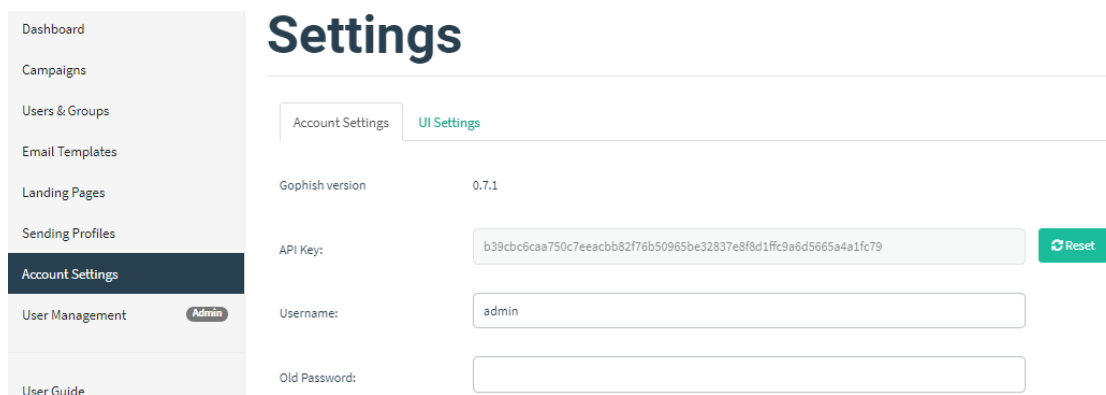 Dashboard
Campaigns
Users & Groups
Email Templates
Landing Pages
Sending Profiles
Account Settings
User Management Admin
User Guide
Settings
Account Settings UI Settings
Gophish version 0.7.1
API Key: b39cbc6caa750c7eeacbb82f76b50965be32837e8f8d1ffc9a6d5665a4a1fc79 Reset
Username: admin
Old Password: